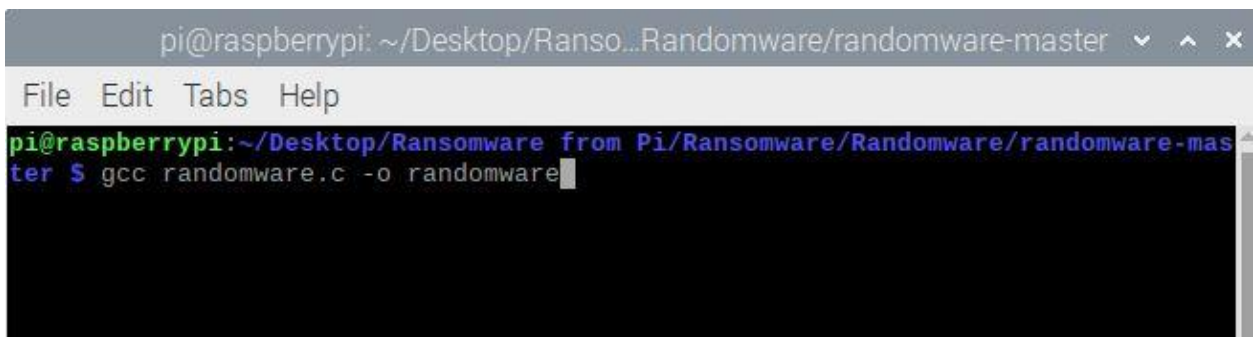 pi@raspberrypi: ~/Desktop/Ranso...Randomware/randomware-master
File Edit Tabs Help
pi@raspberrypi:~/Desktop/Ransomware from Pi/Ransomware/Randomware/randomware-mas
ter $ gcc randomware.c -o randomware